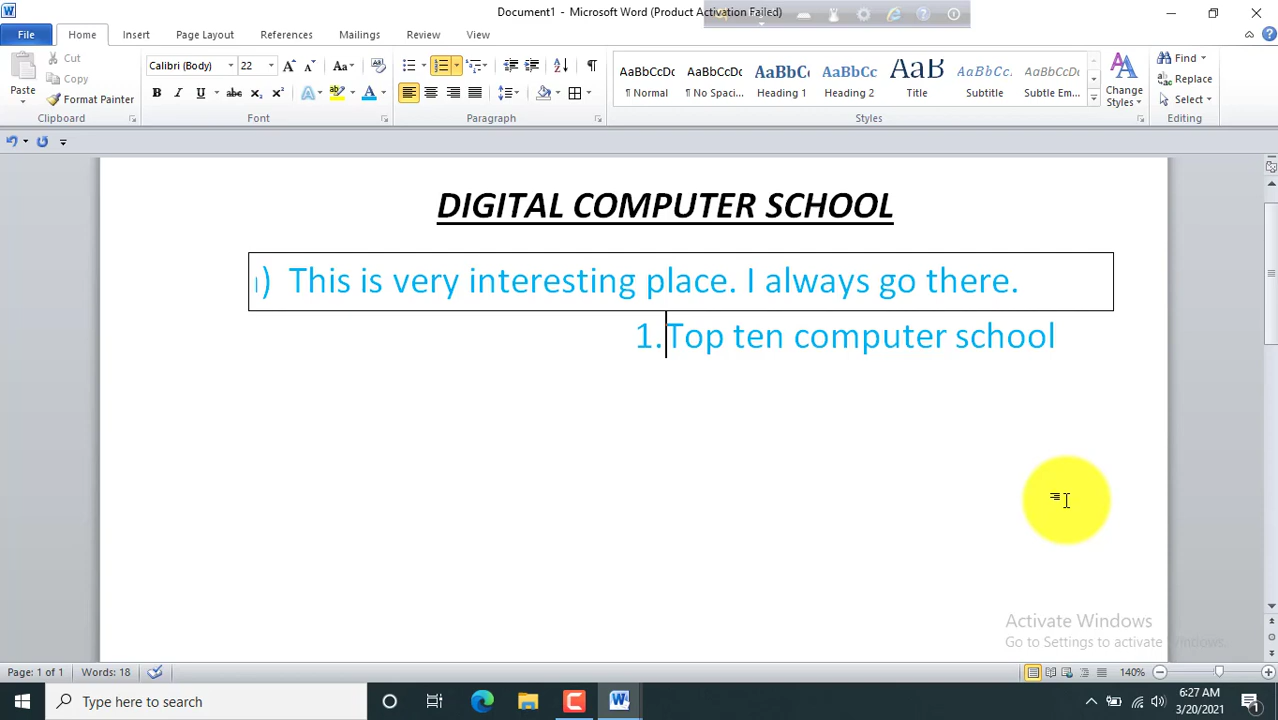 Document1 - Microsoft Word (Product Activation Failed)
File Home Insert Page Layout References Mailings Review View
Paste
Cut
Copy
Format Painter
Clipboard
Calibri (Body) 22
Font
Paragraph
AaBbCcDc AaBbCcDc AaBbCc AaBbCc AaB AaBbCcDc AaBbCcDc
¶ Normal ¶ No Spaci... Heading 1 Heading 2 Title Subtitle Subtle Em...
Styles
Change Styles
Find
Replace
Select
Editing
DIGITAL COMPUTER SCHOOL
This is very interesting place. I always go there.
1.Top ten computer school
Activate Windows
Go to Settings to activate Windows.
Page: 1 of 1 Words: 18 140%
Type here to search
6:27 AM
3/20/2021